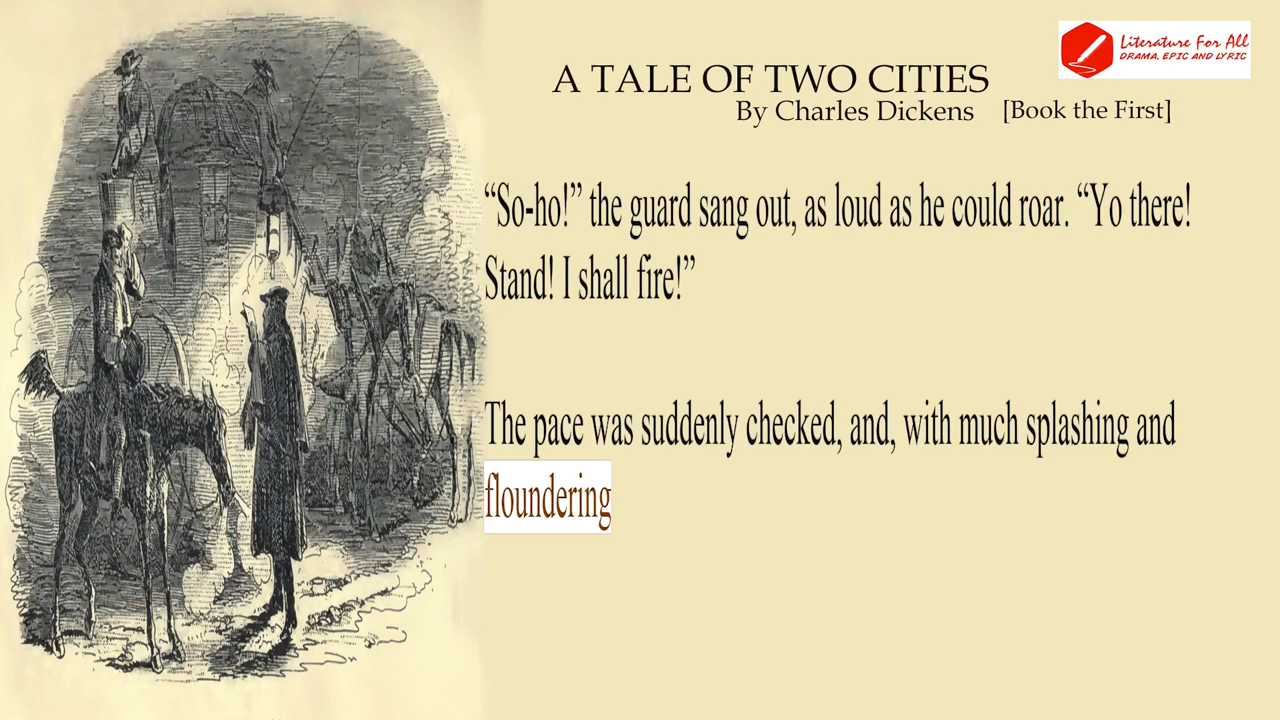 Literature For All
DRAMA, EPIC AND LYRIC
A TALE OF TWO CITIES
By Charles Dickens [Book the First]
“So-ho!” the guard sang out, as loud as he could roar. “Yo there!
Stand! I shall fire!”
The pace was suddenly checked, and, with much splashing and
floundering